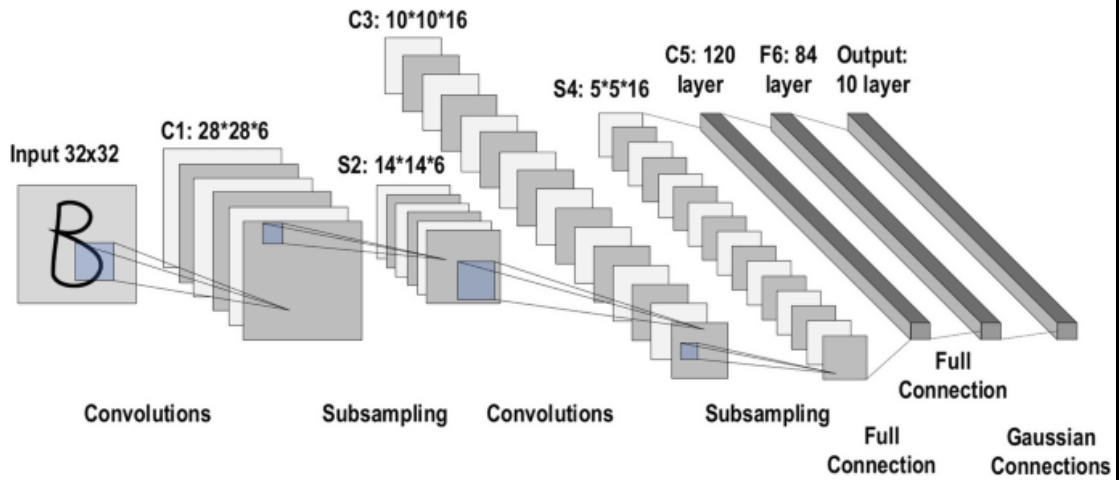 C3: 10*10*16
C5: 120
layer
F6: 84
layer
Output:
10 layer
S4: 5*5*16
C1: 28*28*6
Input 32x32
S2: 14*14*6
B
Full
Connection
Convolutions
Subsampling
Convolutions
Subsampling
Full
Connection
Gaussian
Connections